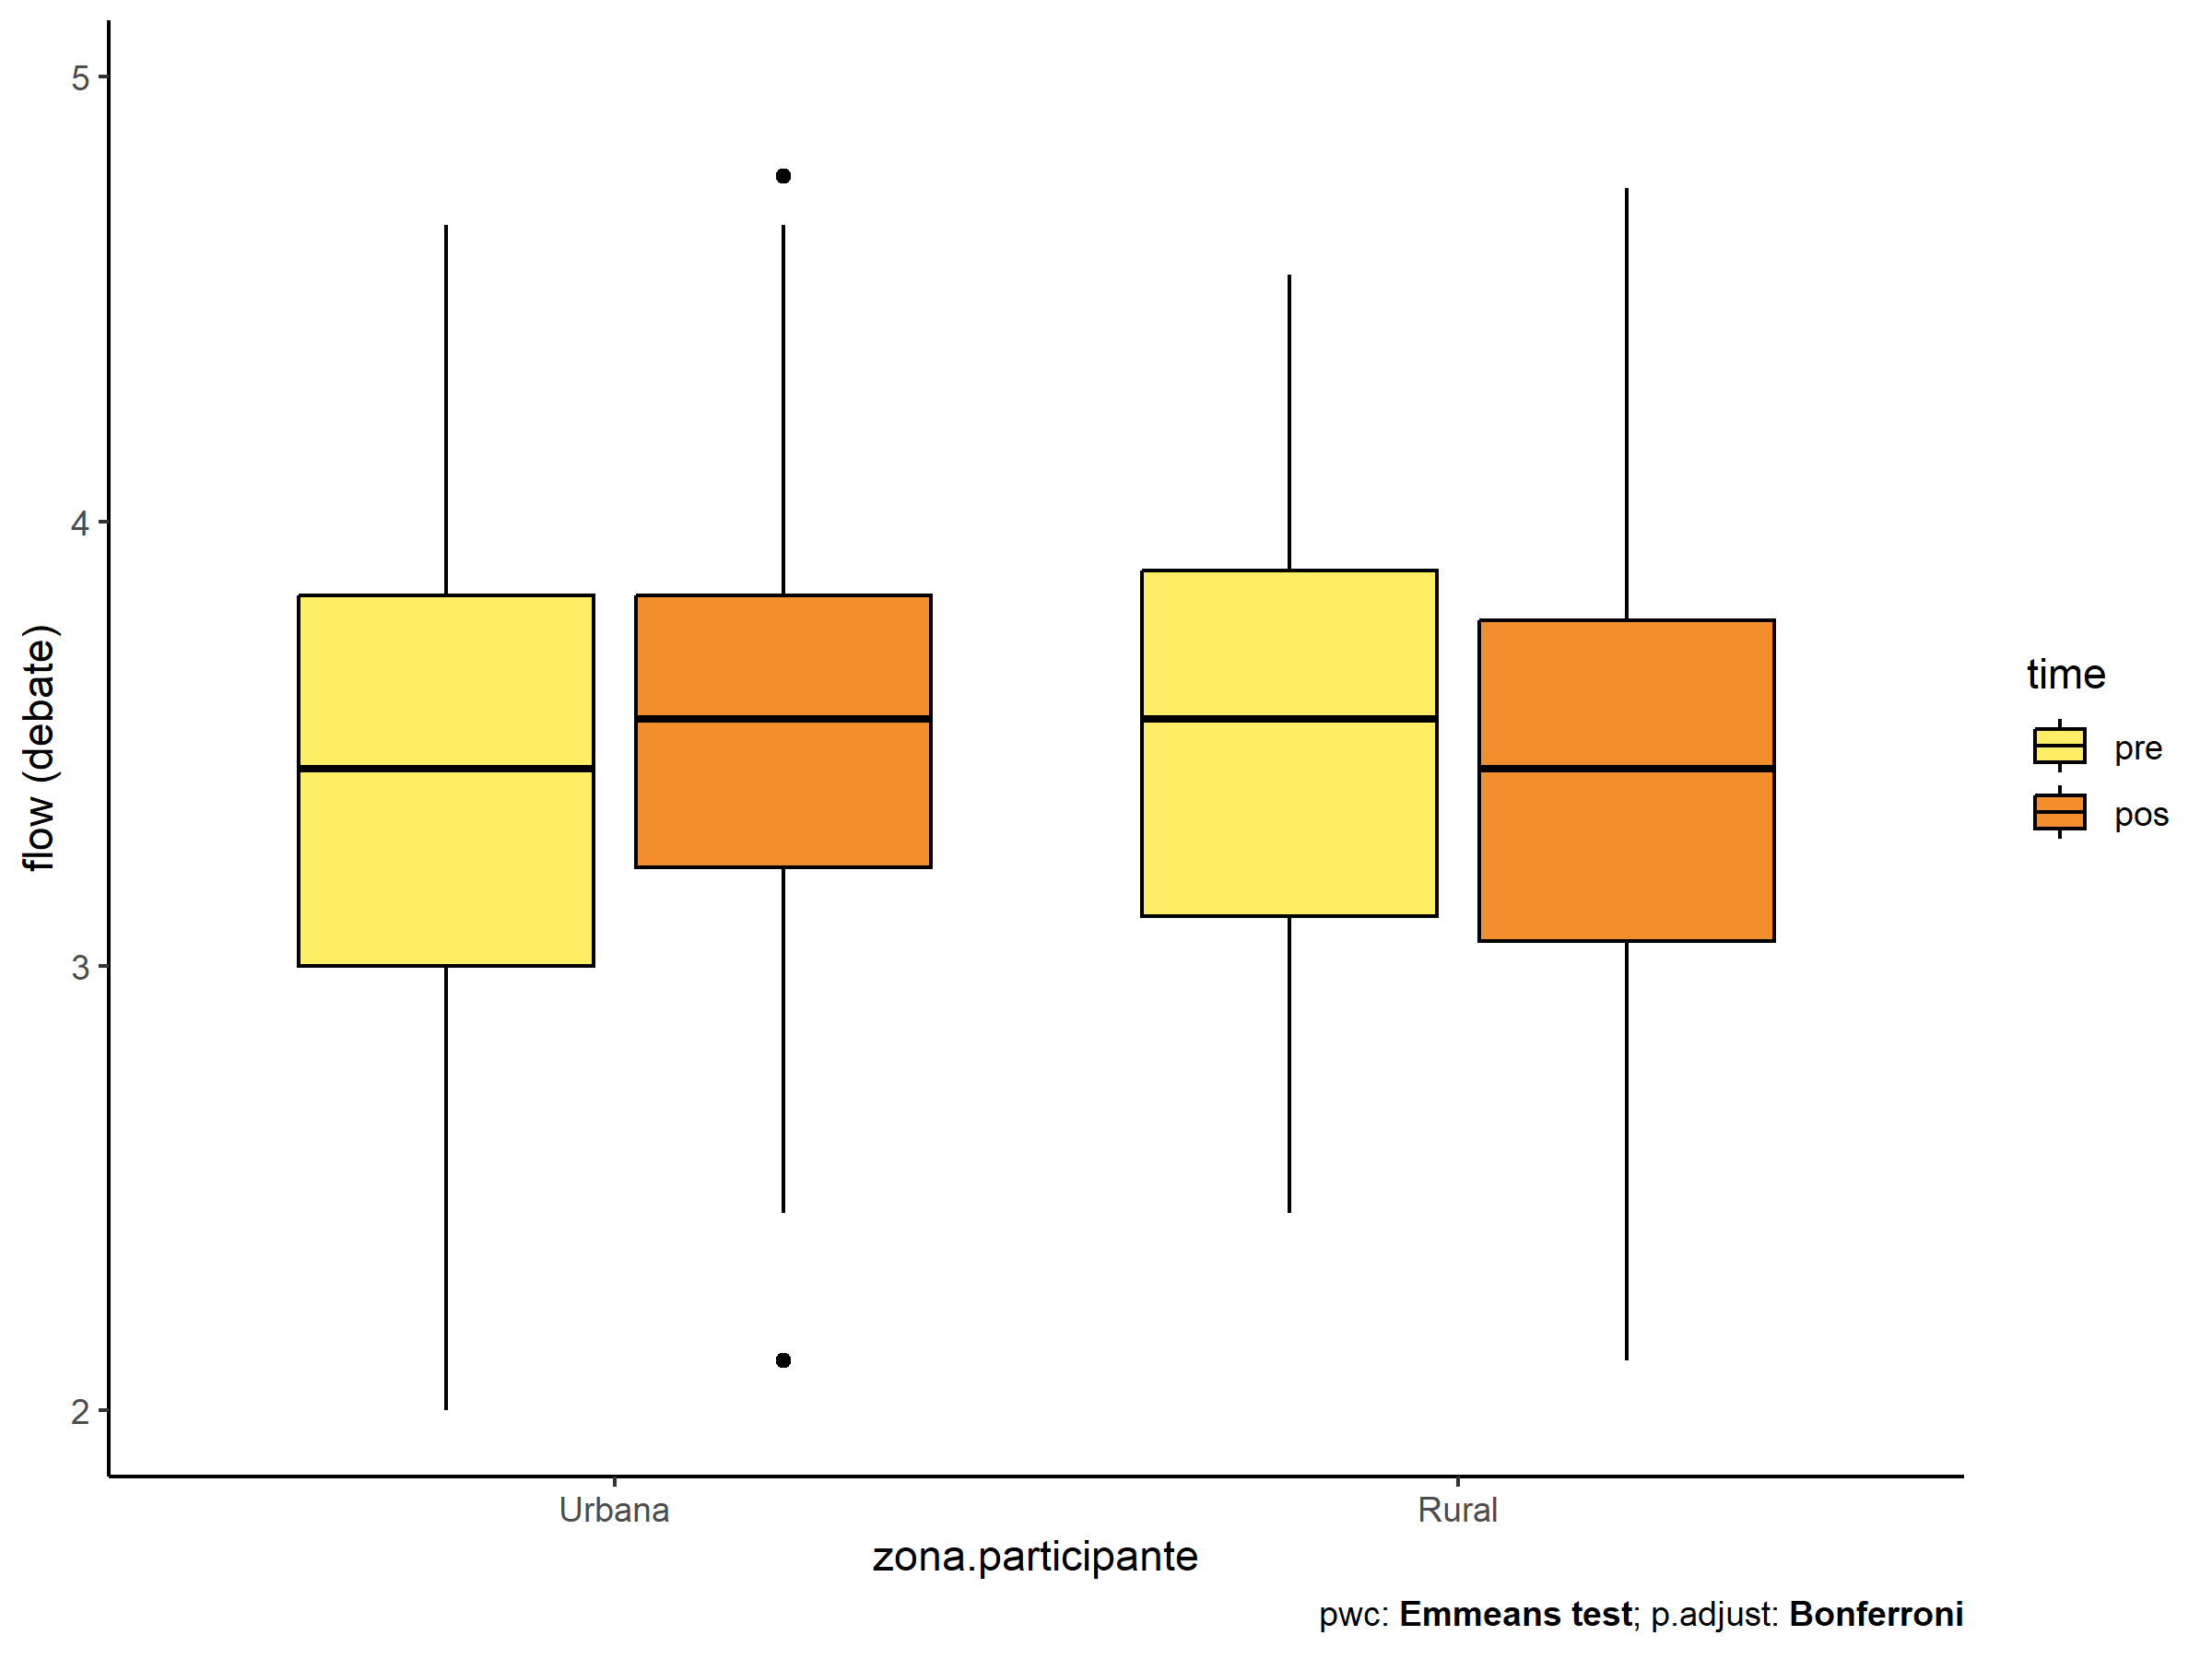 5
4
3
2
flow (debate)
Urbana
Rural
zona.participante
time
pre
pos
pwc: Emmeans test; p.adjust: Bonferroni